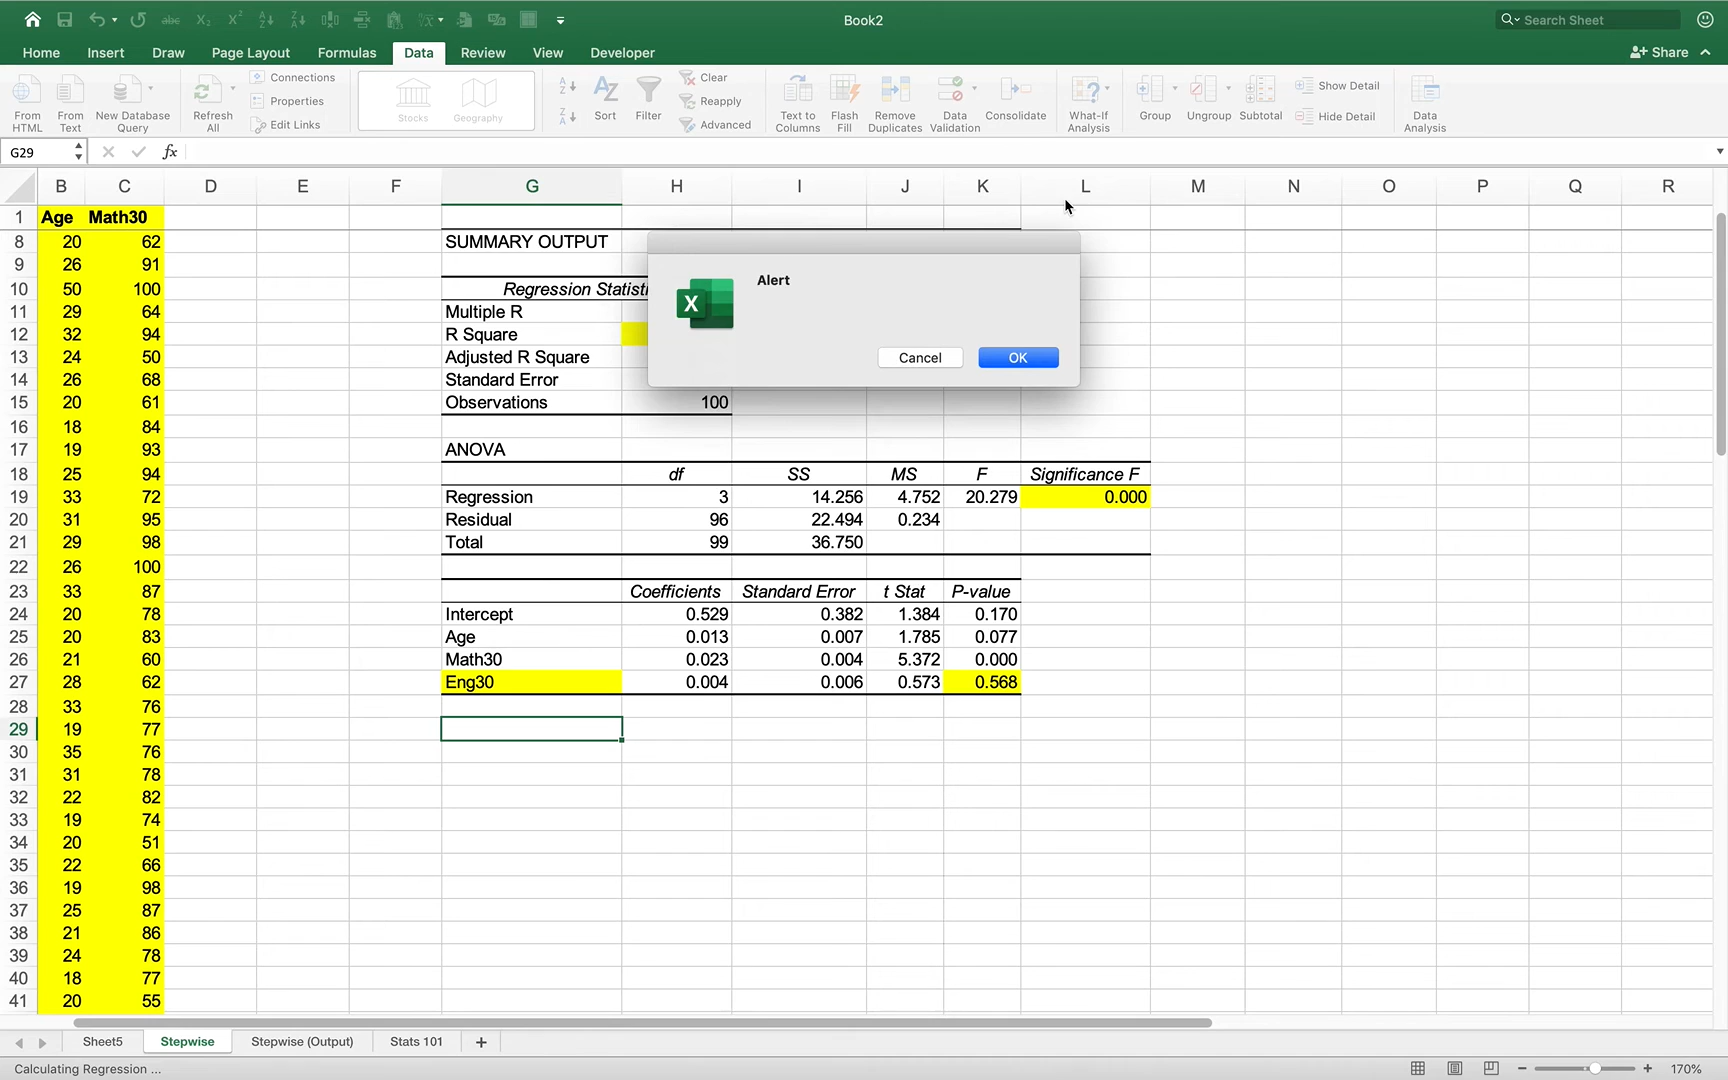 Book2
Search Sheet
Home Insert Draw Page Layout Formulas Data Review View Developer Share
From HTML
From Text
New Database Query
Refresh All
Connections
Properties
Edit Links
Stocks Geography
Sort
Filter
Clear
Reapply
Advanced
Text to Columns
Flash Fill
Remove Duplicates
Data Validation
Consolidate
What-If Analysis
Group
Ungroup
Subtotal
Show Detail
Hide Detail
Data Analysis
G29 fx
B C D E F G H I J K L M N O P Q R
1 Age Math30
8 20 62 SUMMARY OUTPUT
9 26 91
10 50 100 Regression Statisti
11 29 64 Multiple R
12 32 94 R Square
13 24 50 Adjusted R Square
14 26 68 Standard Error
15 20 61 Observations 100
Alert
Cancel OK
16 18 84
17 19 93 ANOVA
18 25 94 df SS MS F Significance F
19 33 72 Regression 3 14.256 4.752 20.279 0.000
20 31 95 Residual 96 22.494 0.234
21 29 98 Total 99 36.750
22 26 100
23 33 87 Coefficients Standard Error t Stat P-value
24 20 78 Intercept 0.529 0.382 1.384 0.170
25 20 83 Age 0.013 0.007 1.785 0.077
26 21 60 Math30 0.023 0.004 5.372 0.000
27 28 62 Eng30 0.004 0.006 0.573 0.568
28 33 76
29 19 77
30 35 76
31 31 78
32 22 82
33 19 74
34 20 51
35 22 66
36 19 98
37 25 87
38 21 86
39 24 78
40 18 77
41 20 55
Sheet5 Stepwise Stepwise (Output) Stats 101 +
Calculating Regression ... 170%